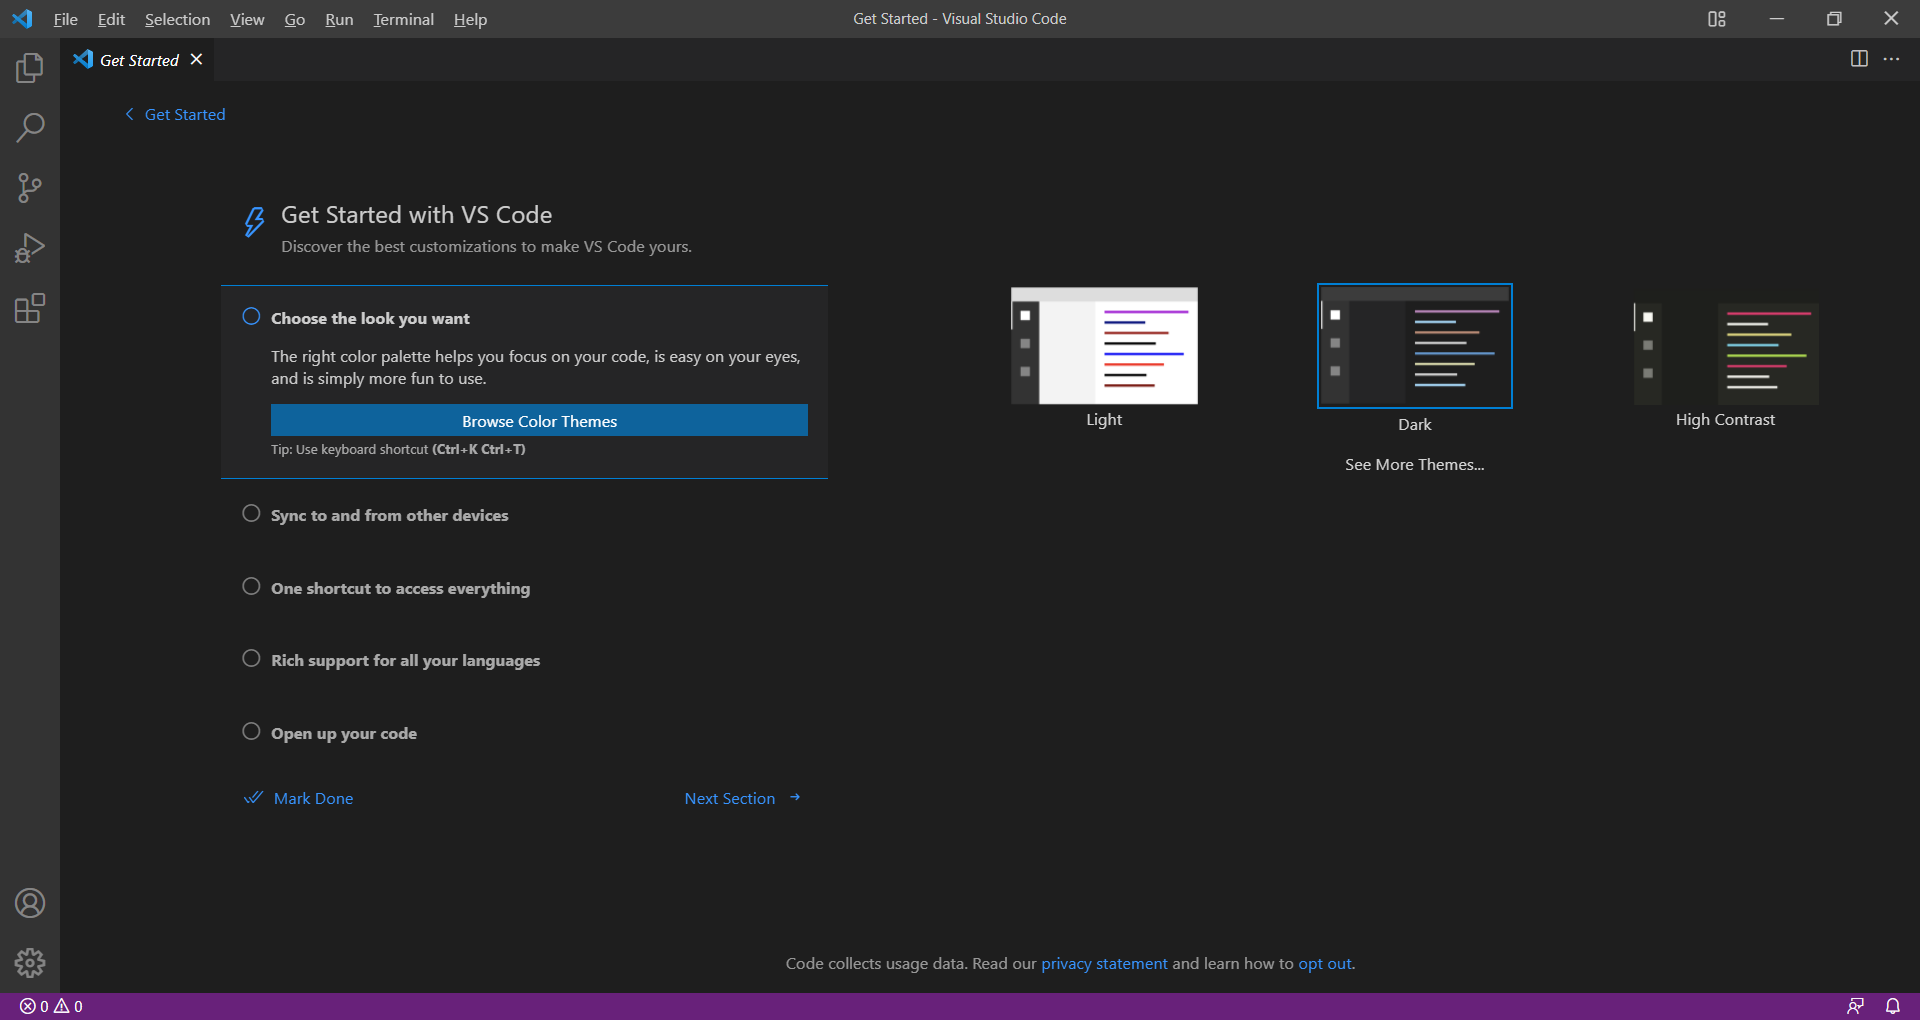 File Edit Selection View Go Run Terminal Help
Get Started - Visual Studio Code
Get Started
Get Started
Get Started with VS Code
Discover the best customizations to make VS Code yours.
Choose the look you want
The right color palette helps you focus on your code, is easy on your eyes,
and is simply more fun to use.
Browse Color Themes
Tip: Use keyboard shortcut (Ctrl+K Ctrl+T)
Sync to and from other devices
One shortcut to access everything
Rich support for all your languages
Open up your code
Mark Done
Next Section
Light
Dark
High Contrast
See More Themes...
Code collects usage data. Read our privacy statement and learn how to opt out.
0 0